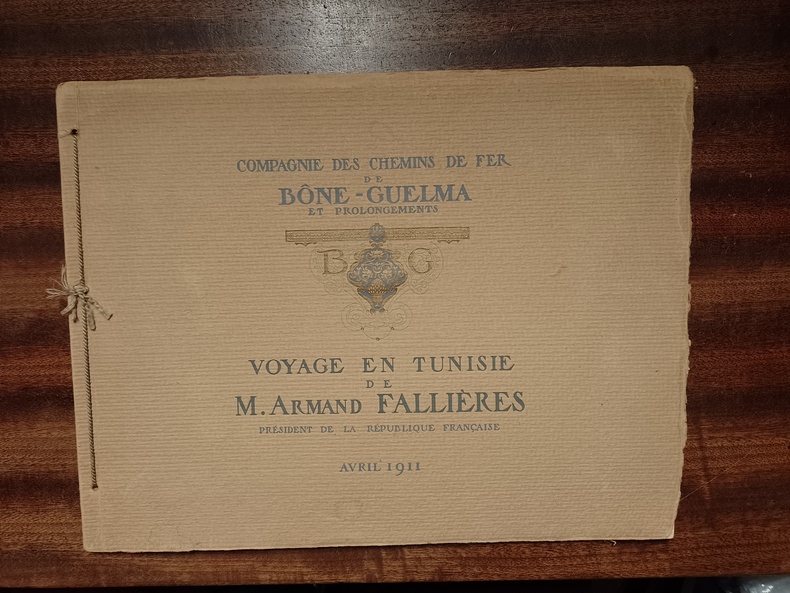 COMPAGNIE DES CHEMINS DE FER
DE
BÔNE-GUELMA
ET PROLONGEMENTS
B G
VOYAGE EN TUNISIE
DE
M. ARMAND FALLIÈRES
PRÉSIDENT DE LA RÉPUBLIQUE FRANÇAISE
AVRIL 1911